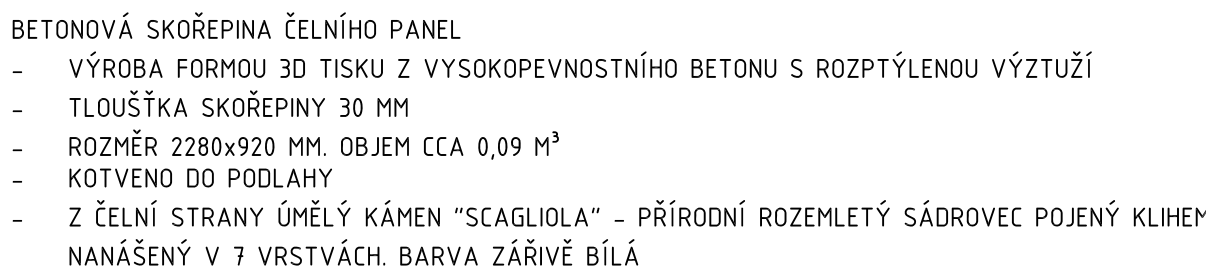 BETONOVÁ SKOŘEPINA ČELNÍHO PANEL
- VÝROBA FORMOU 3D TISKU Z VYSOKOPEVNOSTNÍHO BETONU S ROZPTÝLENOU VÝZTUŽÍ
- TLOUŠŤKA SKOŘEPINY 30 MM
- ROZMĚR 2280x920 MM. OBJEM CCA 0,09 M³
- KOTVENO DO PODLAHY
- Z ČELNÍ STRANY ÚMĚLÝ KÁMEN "SCAGLIOLA" - PŘÍRODNÍ ROZEMLETÝ SÁDROVEC POJENÝ KLIHEM
NANÁŠENÝ V 7 VRSTVÁCH. BARVA ZÁŘIVĚ BÍLÁ